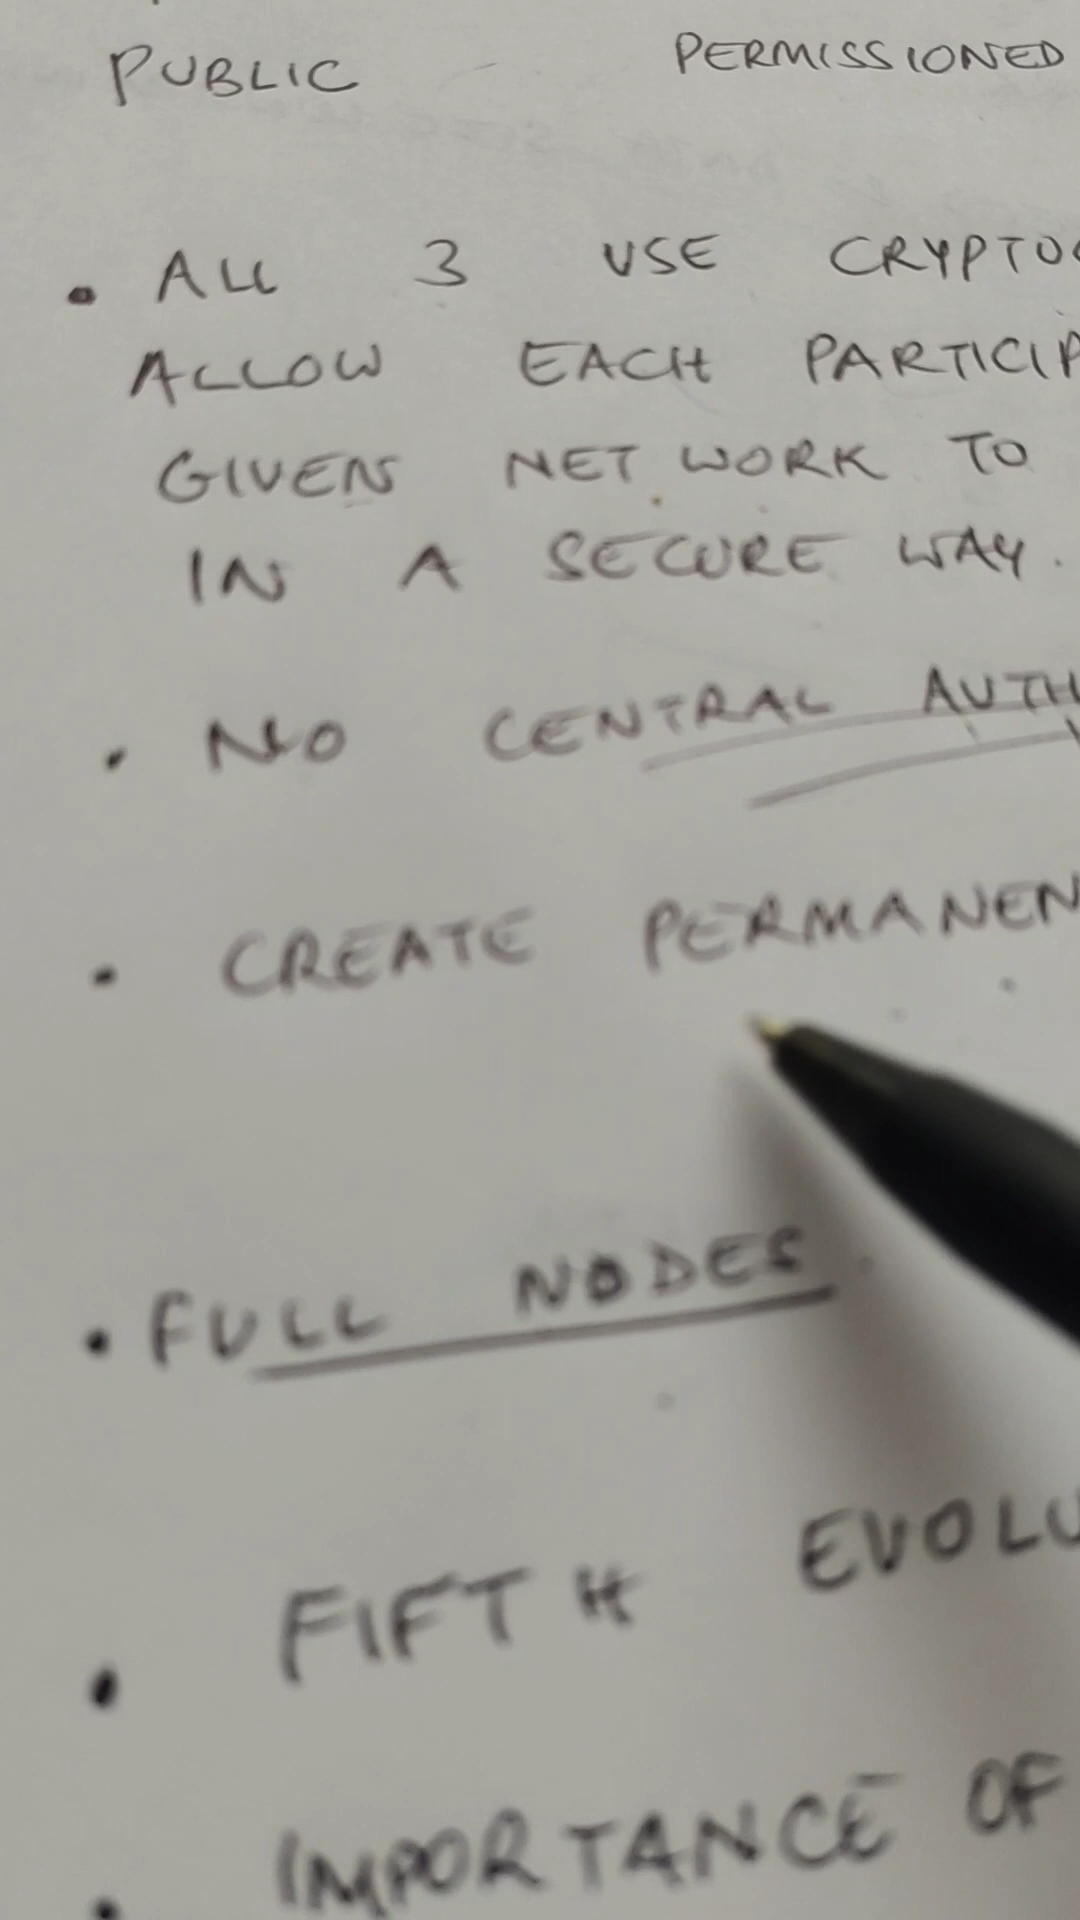 PUBLIC - PERMISSIONED
• ALL 3 USE CRYPTO
ALLOW EACH PARTICIP
GIVEN NETWORK TO
IN A SECURE WAY.
• NO CENTRAL AUTH
• CREATE PERMANEN
• FULL NODES
• FIFTH EVOLU
• IMPORTANCE OF